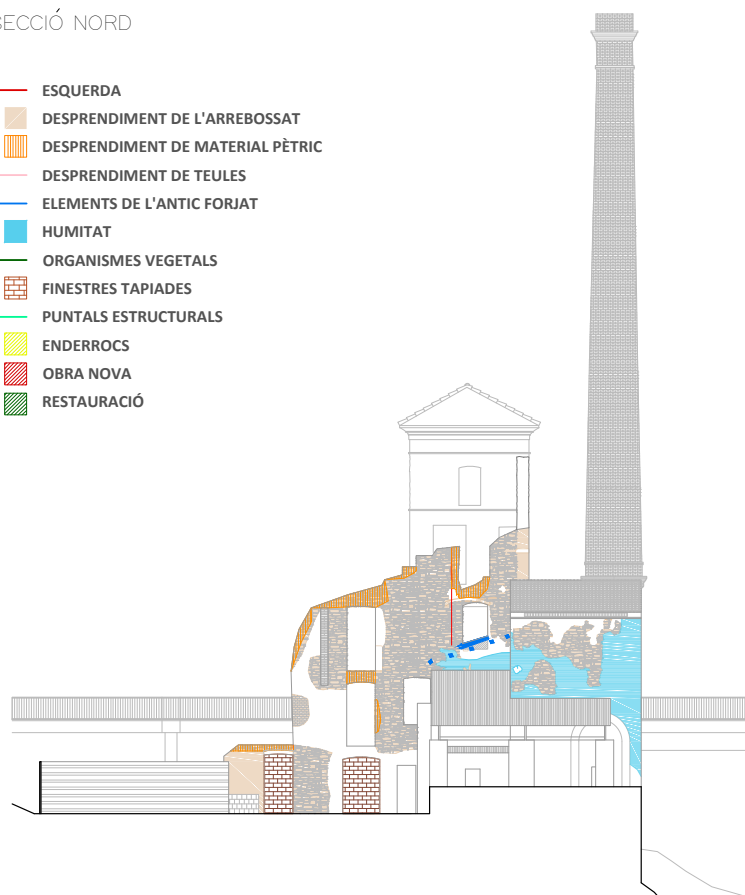 SECCIÓ NORD
ESQUERDA
DESPRENDIMENT DE L'ARREBOSSAT
DESPRENDIMENT DE MATERIAL PÈTRIC
DESPRENDIMENT DE TEULES
ELEMENTS DE L'ANTIC FORJAT
HUMITAT
ORGANISMES VEGETALS
FINESTRES TAPIADES
PUNTALS ESTRUCTURALS
ENDERROCS
OBRA NOVA
RESTAURACIÓ